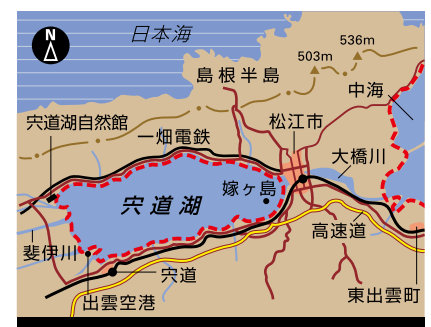 N
日本海
536m
503m
島根半島
中海
宍道湖自然館
松江市
一畑電鉄
大橋川
嫁ヶ島
宍道湖
高速道
斐伊川
宍道
出雲空港
東出雲町